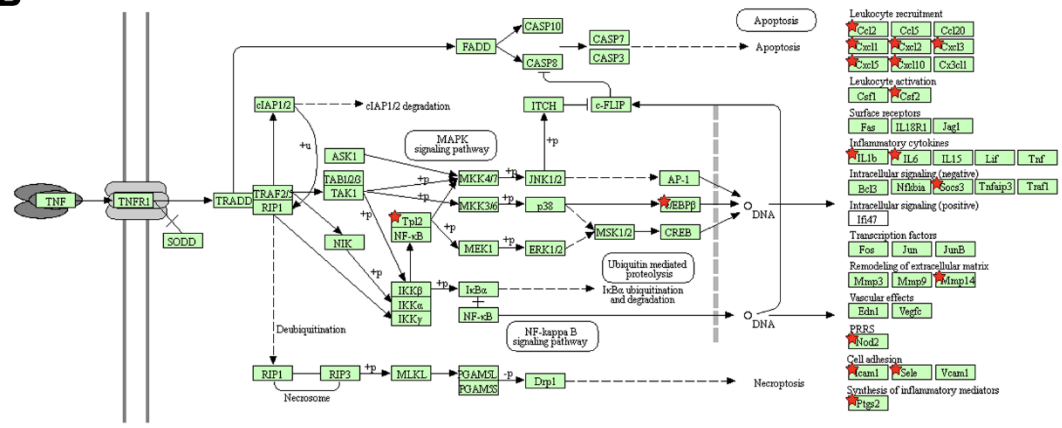 B
Apoptosis
Leukocyte recruitment
Ccl2 Ccl5 Ccl20
Cxcl1 Cxcl2 Cxcl3
Cxcl5 Cxcl10 Cx3cl1
Leukocyte activation
Csf1 Csf2
Surface receptors
Fas IL18R1 Jag1
Inflammatory cytokines
IL1b IL6 IL15 Lif Tnf
Intracellular signaling (negative)
Bcl3 Nfkbia Socs3 Tnfaip3 Traf1
Intracellular signaling (positive)
Ifi47
Transcription factors
Fos Jun JunB
Remodeling of extracellular matrix
Mmp3 Mmp9 Mmp14
Vascular effects
Edn1 Vegfc
PRRS
Nod2
Cell adhesion
Icam1 Sele Vcam1
Synthesis of inflammatory mediators
Ptgs2
CASP10
FADD
CASP8
CASP7
CASP3
Apoptosis
cIAP1/2
cIAP1/2 degradation
ITCH
c-FLIP
+u
+p
MAPK
signaling pathway
ASK1
TAB1/2/3
TAK1
+p
+p
+p
+p
MKK4/7
+p
JNK1/2
AP-1
MKK3/6
+p
p38
C/EBPβ
DNA
TNF
TNFR1
SODD
TRADD
TRAF2/5
RIP1
NIK
Tpl2
NF-κB
+p
MEK1
+p
ERK1/2
MSK1/2
CREB
+p
IKKβ
IKKα
IKKγ
+p
IκBα
NF-κB
Ubiquitin mediated
proteolysis
IκBα ubiquitination
and degradation
DNA
NF-kappa B
signaling pathway
Deubiquitination
RIP1
RIP3
Necrosome
+p
MLKL
PGAM5L
PGAM5S
-p
Drp1
Necroptosis